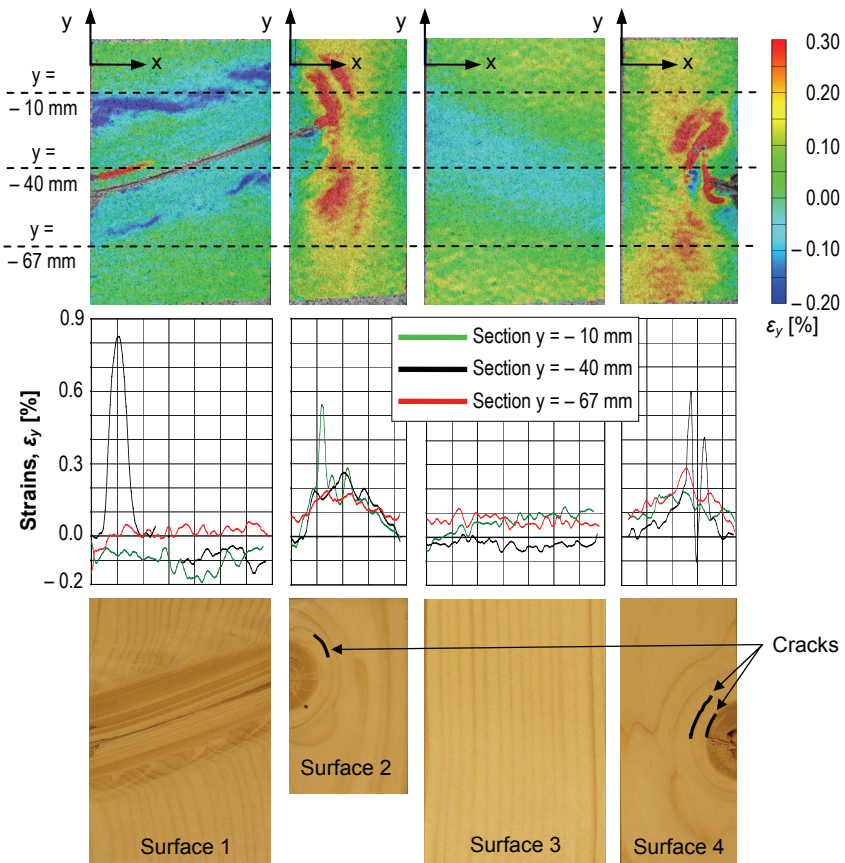 y
y
y
y
x
x
x
x
y =
– 10 mm
y =
– 40 mm
y =
– 67 mm
0.30
0.20
0.10
0.00
– 0.10
– 0.20
εy [%]
Strains, εy [%]
0.9
0.6
0.3
0.0
– 0.2
Section y = – 10 mm
Section y = – 40 mm
Section y = – 67 mm
Cracks
Surface 1
Surface 2
Surface 3
Surface 4